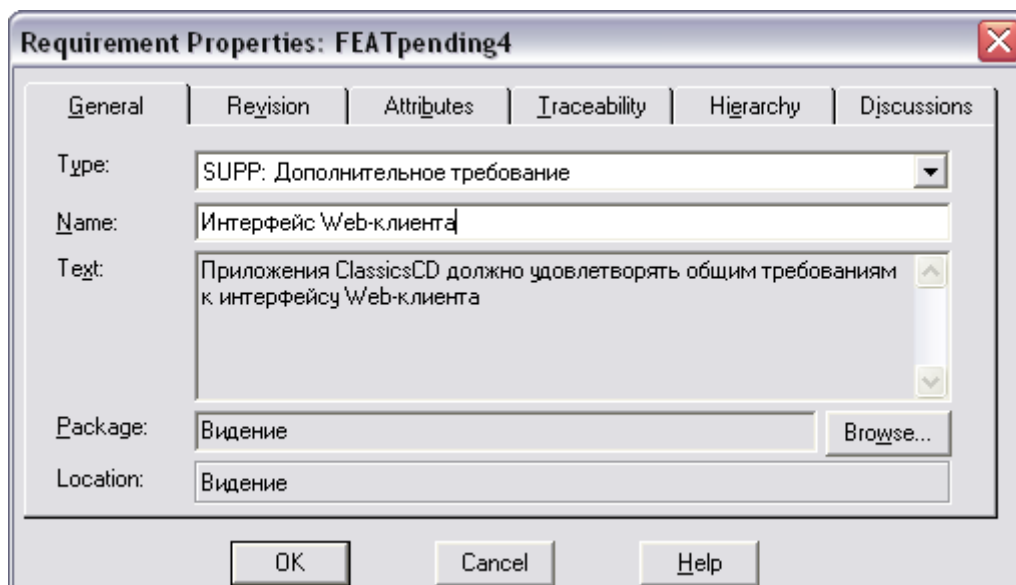 Requirement Properties: FEATpending4
General Revision Attributes Traceability Hierarchy Discussions
Type: SUPP: Дополнительное требование
Name: Интерфейс Web-клиента
Text: Приложения ClassicsCD должно удовлетворять общим требованиям
к интерфейсу Web-клиента
Package: Видение Browse...
Location: Видение
OK Cancel Help